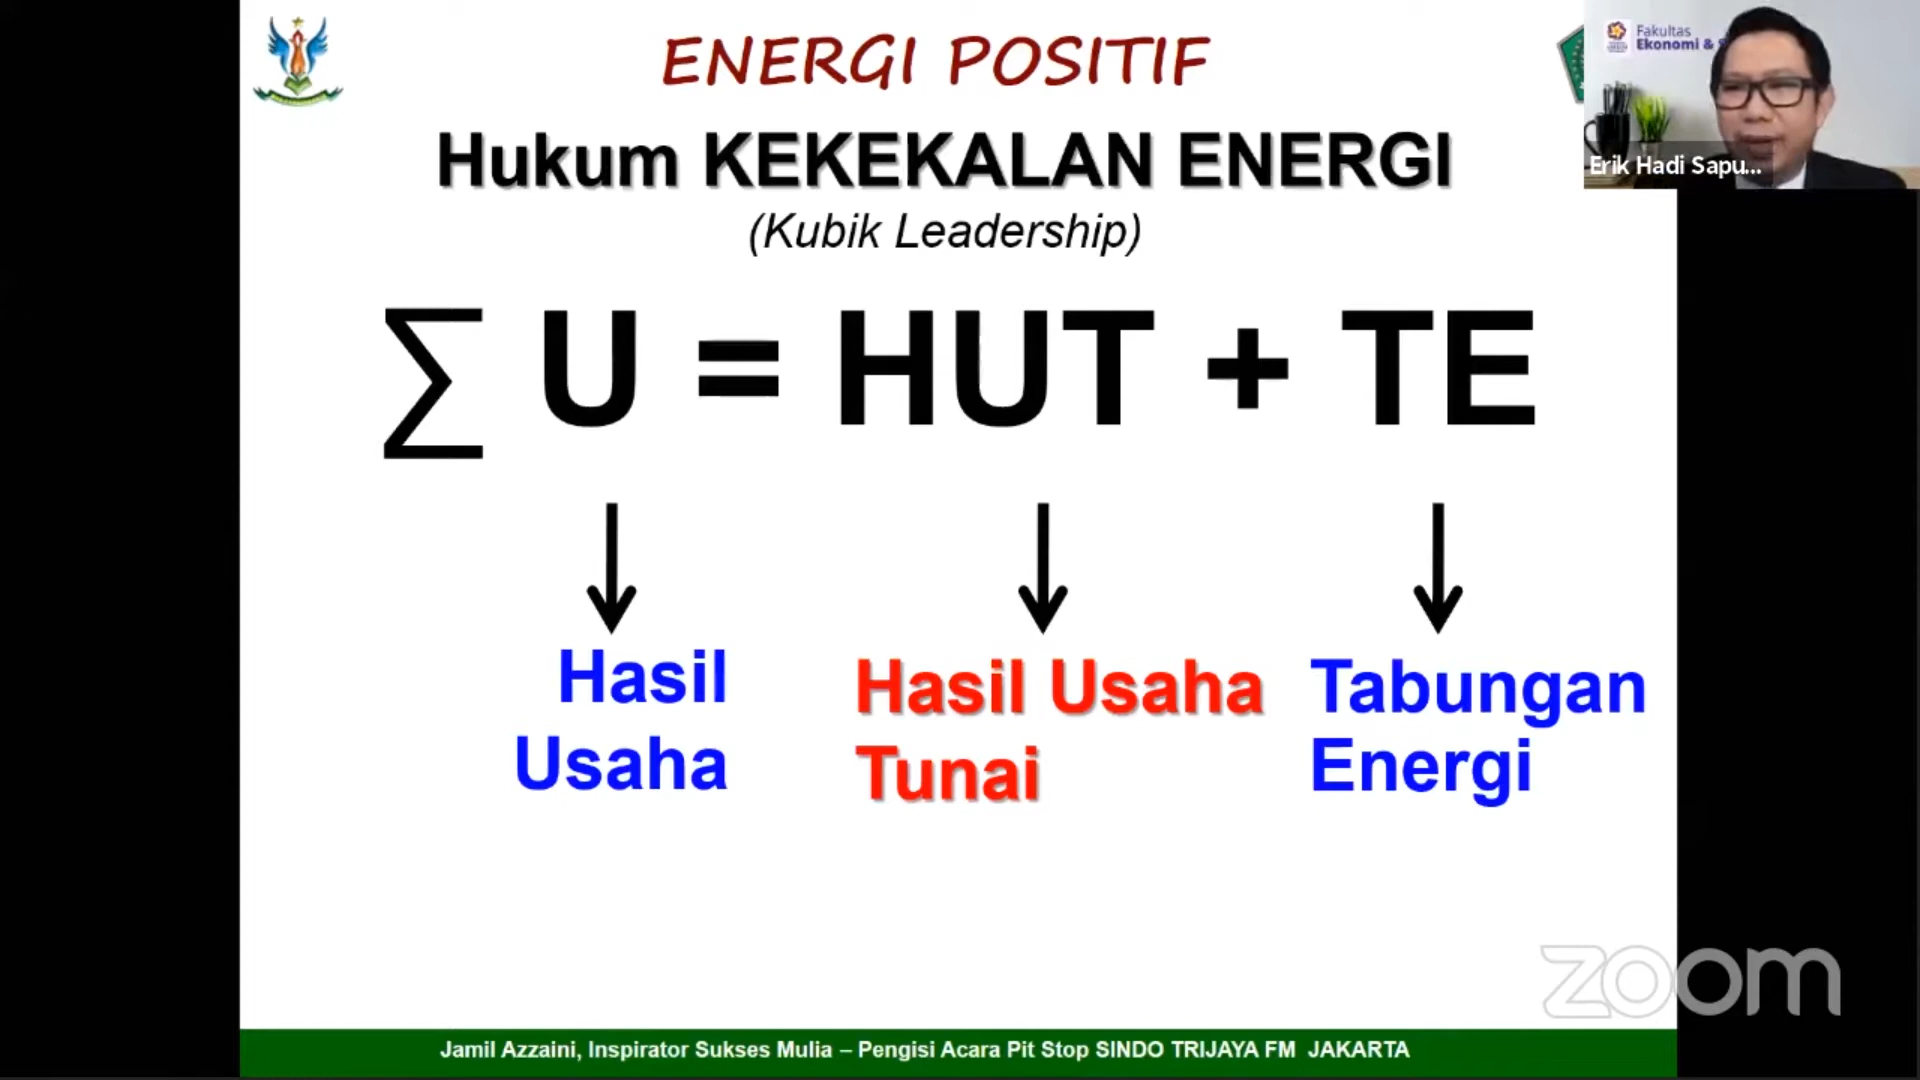 ENERGI POSITIF
Fakultas
Ekonomi &
Erik Hadi Sapu...
Hukum KEKEKALAN ENERGI
(Kubik Leadership)
∑ U = HUT + TE
Hasil
Usaha
Hasil Usaha
Tunai
Tabungan
Energi
zoom
Jamil Azzaini, Inspirator Sukses Mulia – Pengisi Acara Pit Stop SINDO TRIJAYA FM JAKARTA